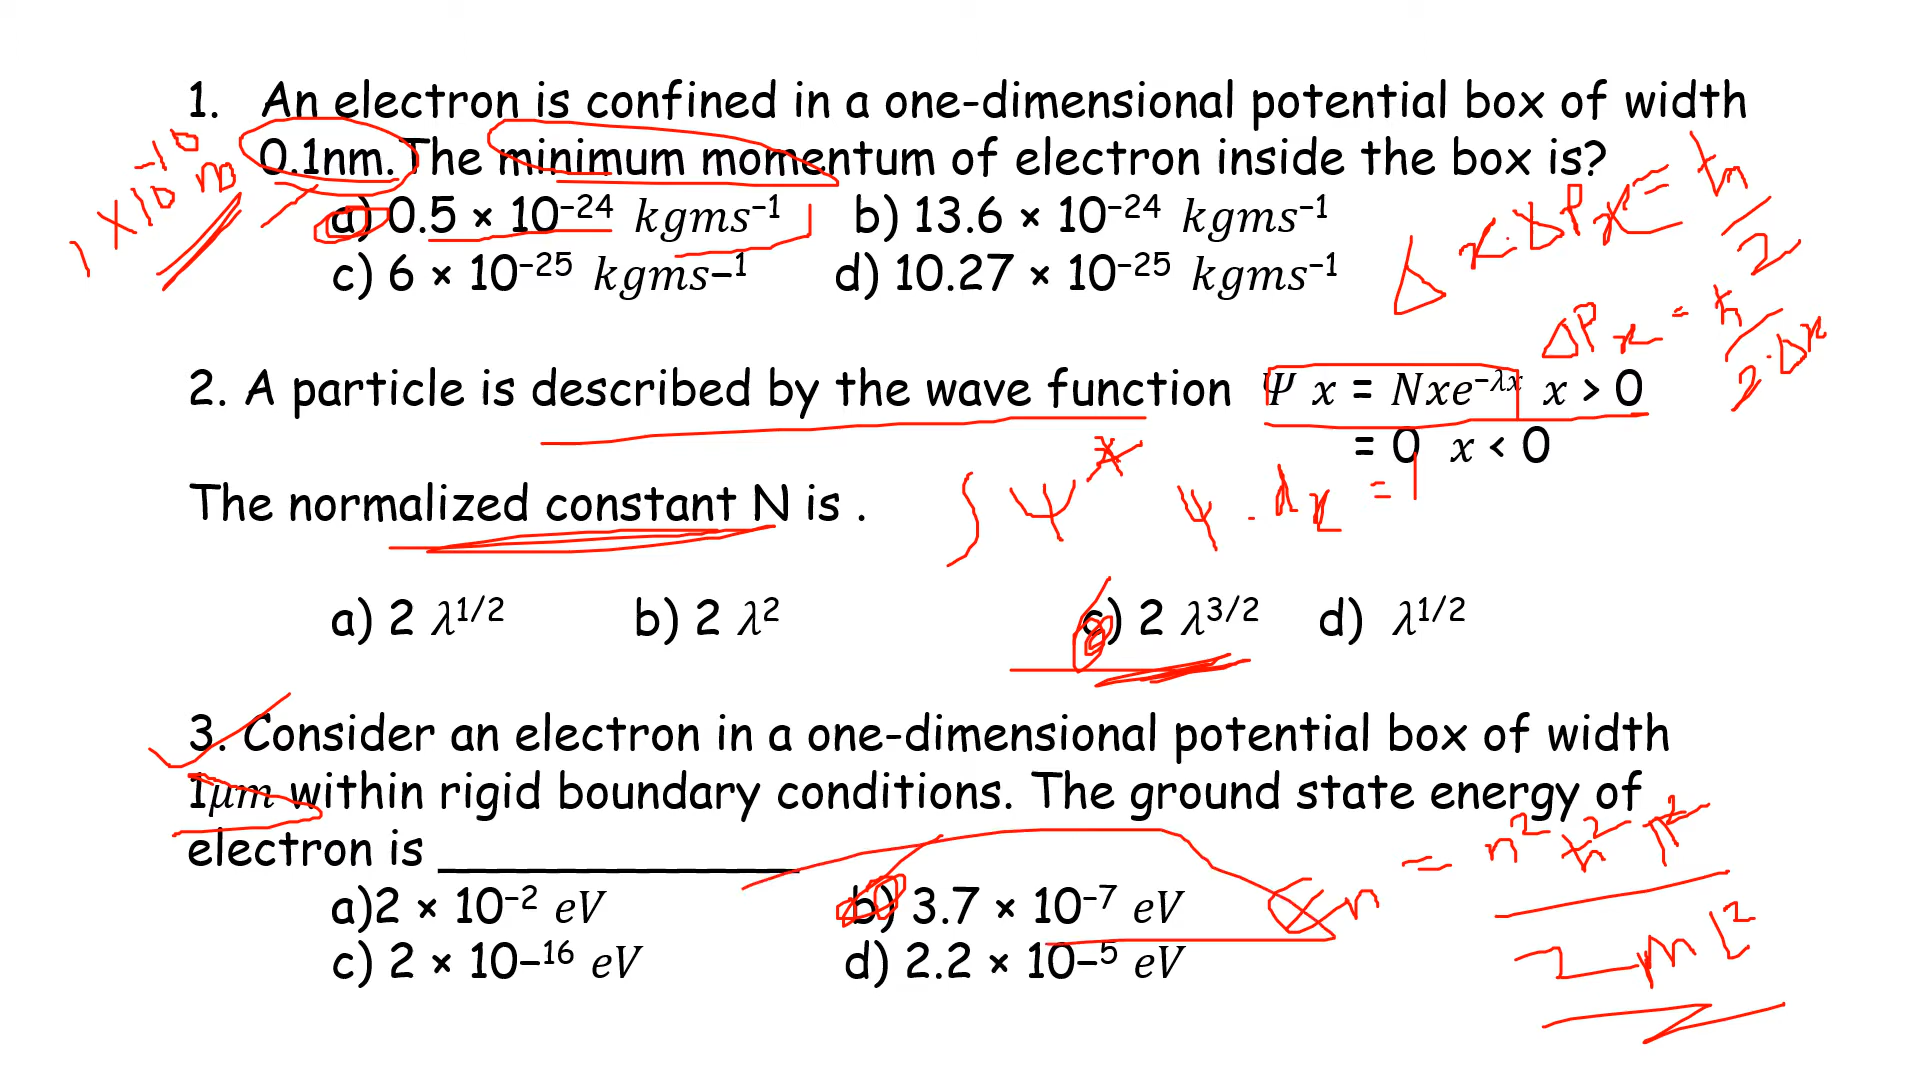 1. An electron is confined in a one-dimensional potential box of width
0.1nm. The minimum momentum of electron inside the box is?
1 × 10⁻¹⁰ m
a) 0.5 × 10⁻²⁴ kgms⁻¹ b) 13.6 × 10⁻²⁴ kgms⁻¹
c) 6 × 10⁻²⁵ kgms−¹ d) 10.27 × 10⁻²⁵ kgms⁻¹
Δx·ΔPx = ħ/2
ΔPx = ħ/2·Δx
2. A particle is described by the wave function Ψ x = Nxe^−λx x > 0
= 0 x < 0
The normalized constant N is .
∫ Ψ* Ψ · dx = 1
a) 2 λ^1/2 b) 2 λ² c) 2 λ^3/2 d) λ^1/2
3. Consider an electron in a one-dimensional potential box of width
1μm within rigid boundary conditions. The ground state energy of
electron is _______________
a)2 × 10⁻² eV b) 3.7 × 10⁻⁷ eV
c) 2 × 10−¹⁶ eV d) 2.2 × 10−⁵ eV
En = n² ħ² π² / 2mL²